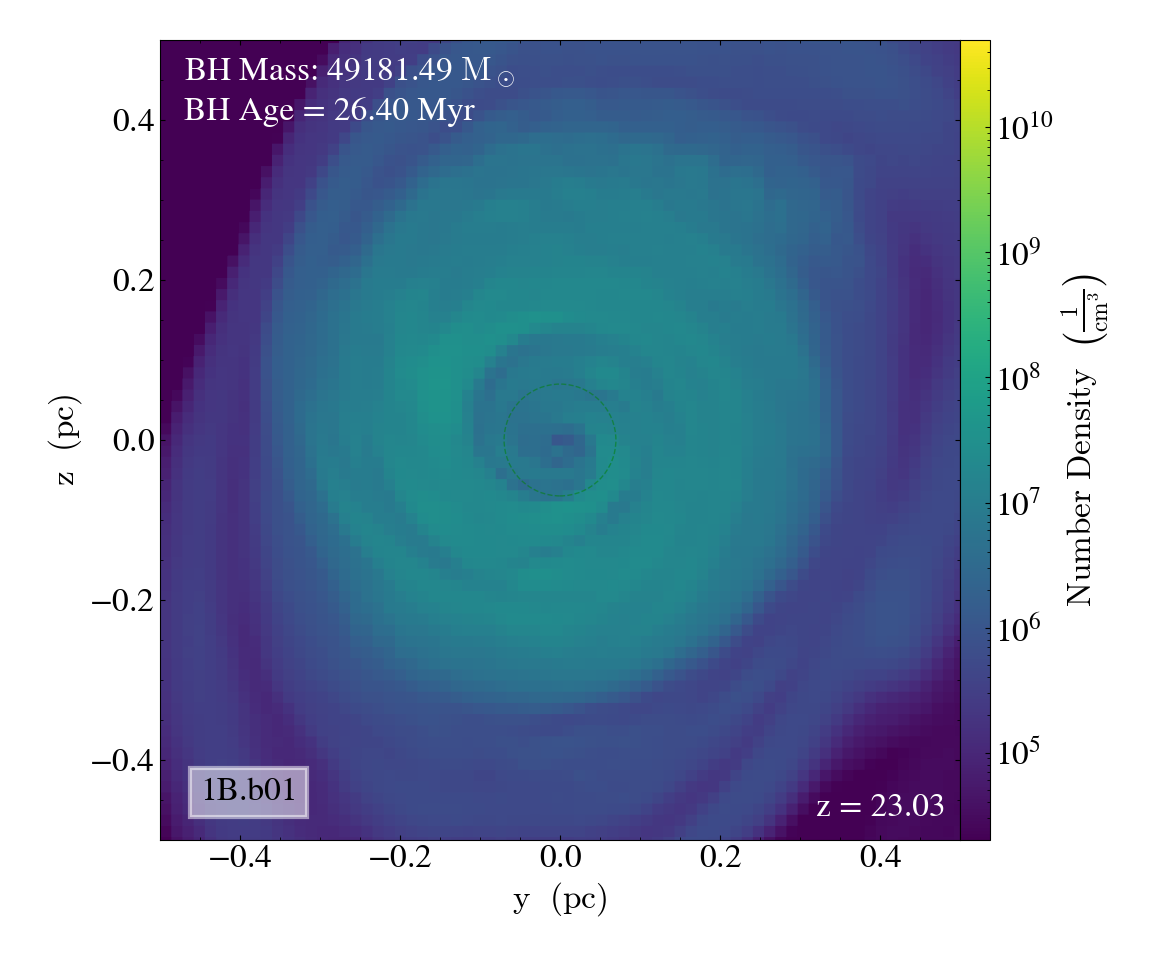 BH Mass: 49181.49 M⊙
BH Age = 26.40 Myr
0.4
0.2
0.0
−0.2
−0.4
z (pc)
1B.b01
z = 23.03
−0.4 −0.2 0.0 0.2 0.4
y (pc)
10^10
10^9
10^8
10^7
10^6
10^5
Number Density (1/cm^3)